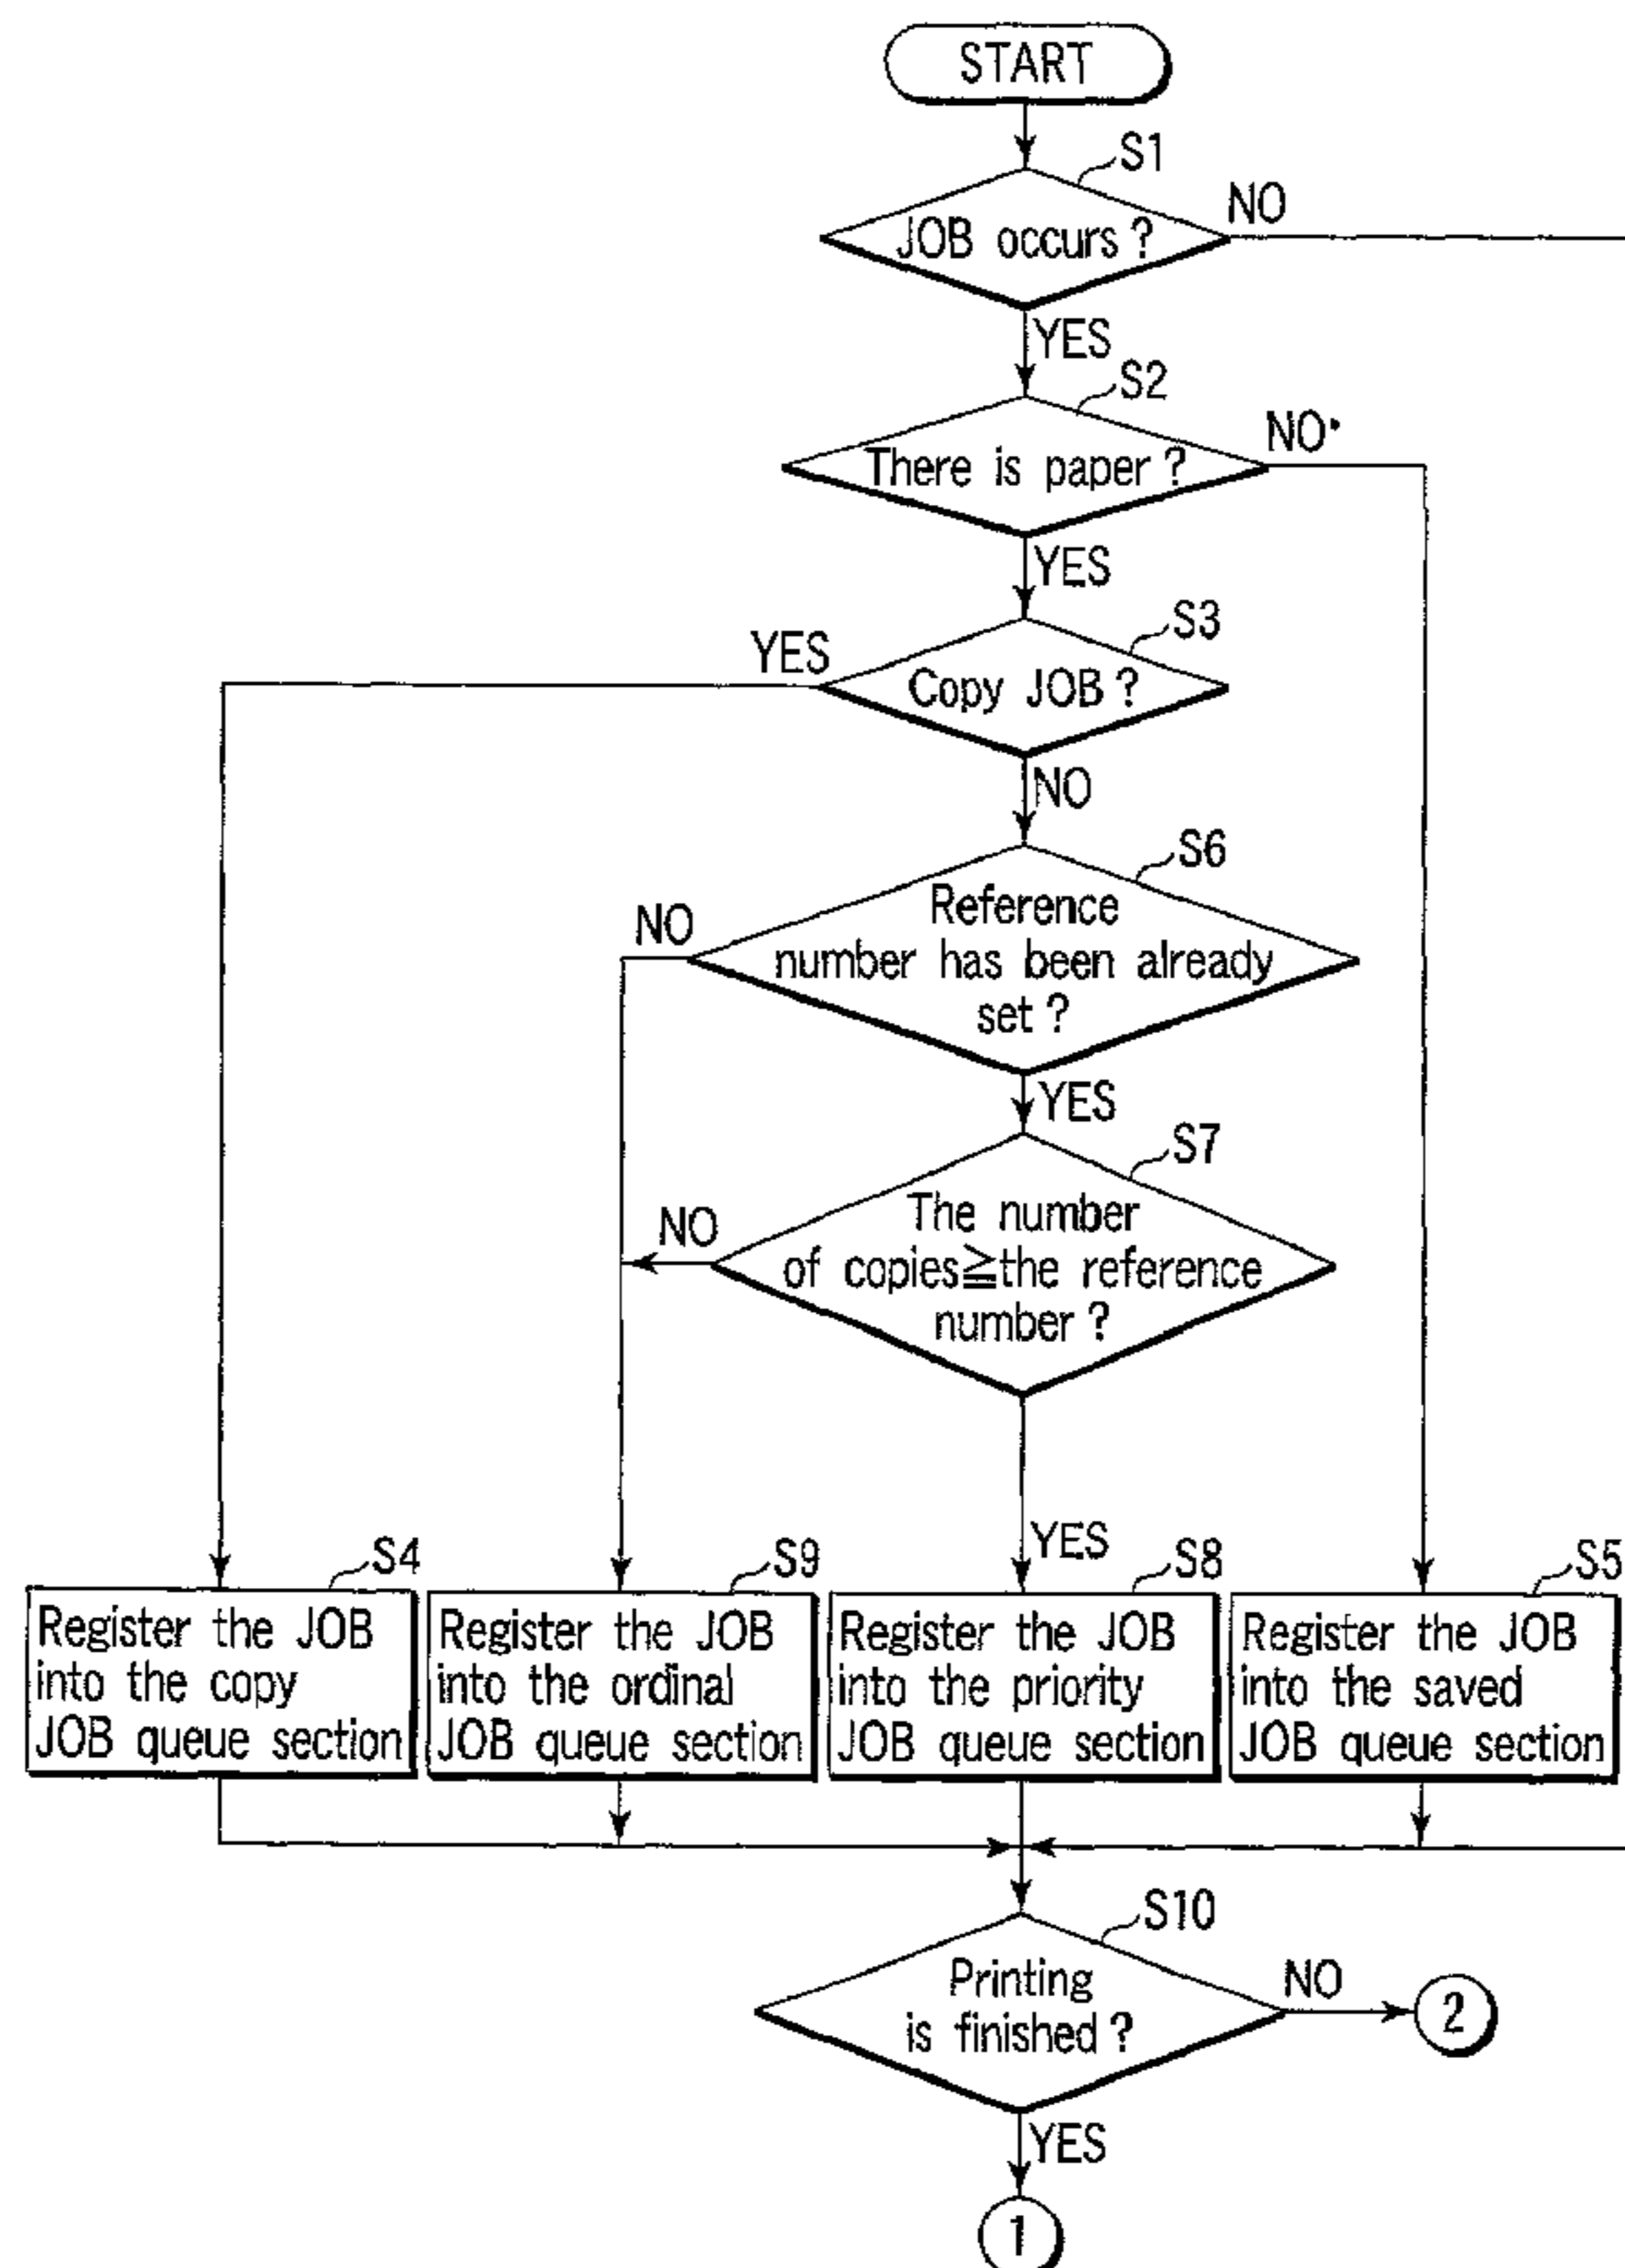 START
S1
JOB occurs ?
NO
YES
S2
There is paper ?
NO
YES
S3
YES
Copy JOB ?
NO
S6
NO
Reference
number has been already
set ?
YES
S7
NO
The number
of copies≧the reference
number ?
YES
S4
Register the JOB
into the copy
JOB queue section
S9
Register the JOB
into the ordinal
JOB queue section
S8
Register the JOB
into the priority
JOB queue section
S5
Register the JOB
into the saved
JOB queue section
S10
Printing
is finished ?
NO
2
YES
1